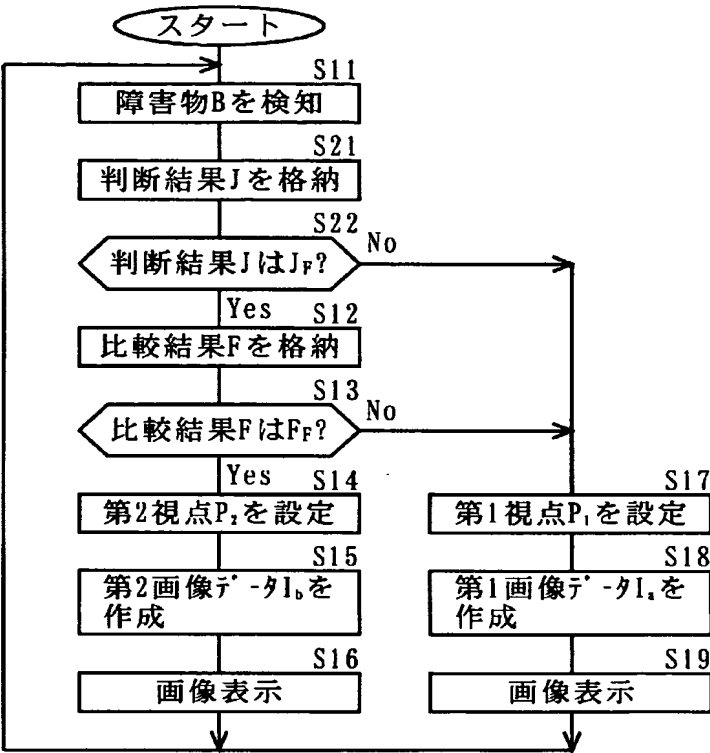 スタート
S11
障害物Bを検知
S21
判断結果Jを格納
S22
判断結果JはJF?
No
Yes
S12
比較結果Fを格納
S13
比較結果FはFF?
No
Yes
S14
第2視点P2を設定
S15
第2画像データIbを
作成
S16
画像表示
S17
第1視点P1を設定
S18
第1画像データIaを
作成
S19
画像表示